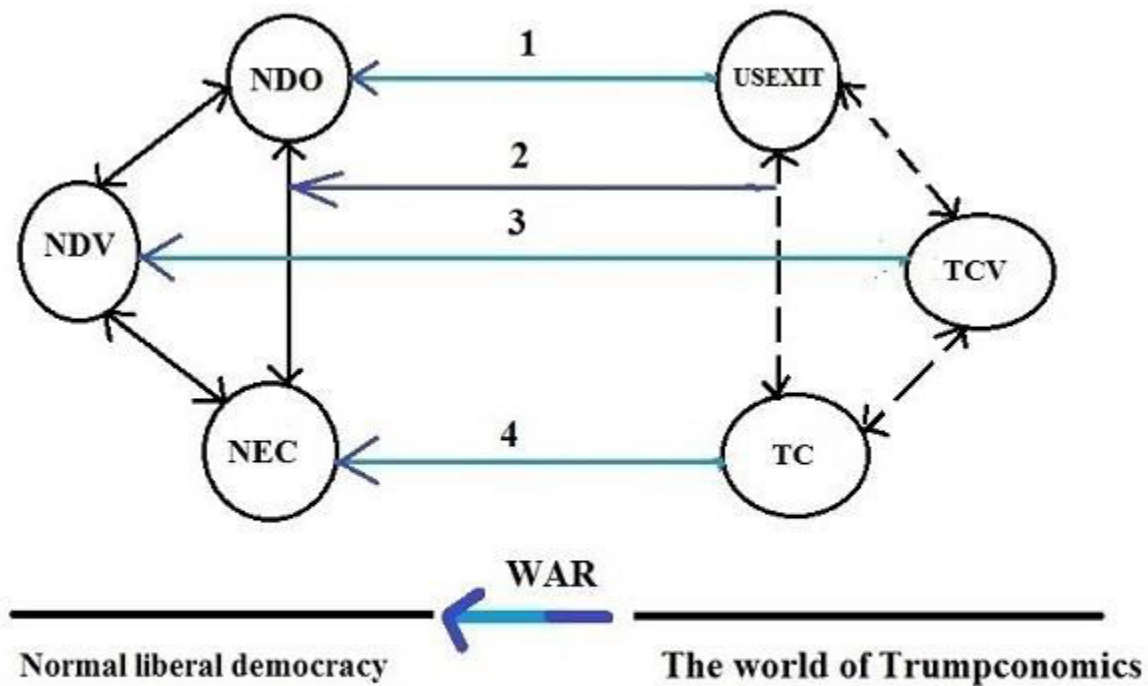 1
NDO
USEXIT
2
3
NDV
TCV
4
NEC
TC
WAR
Normal liberal democracy
The world of Trumpconomics